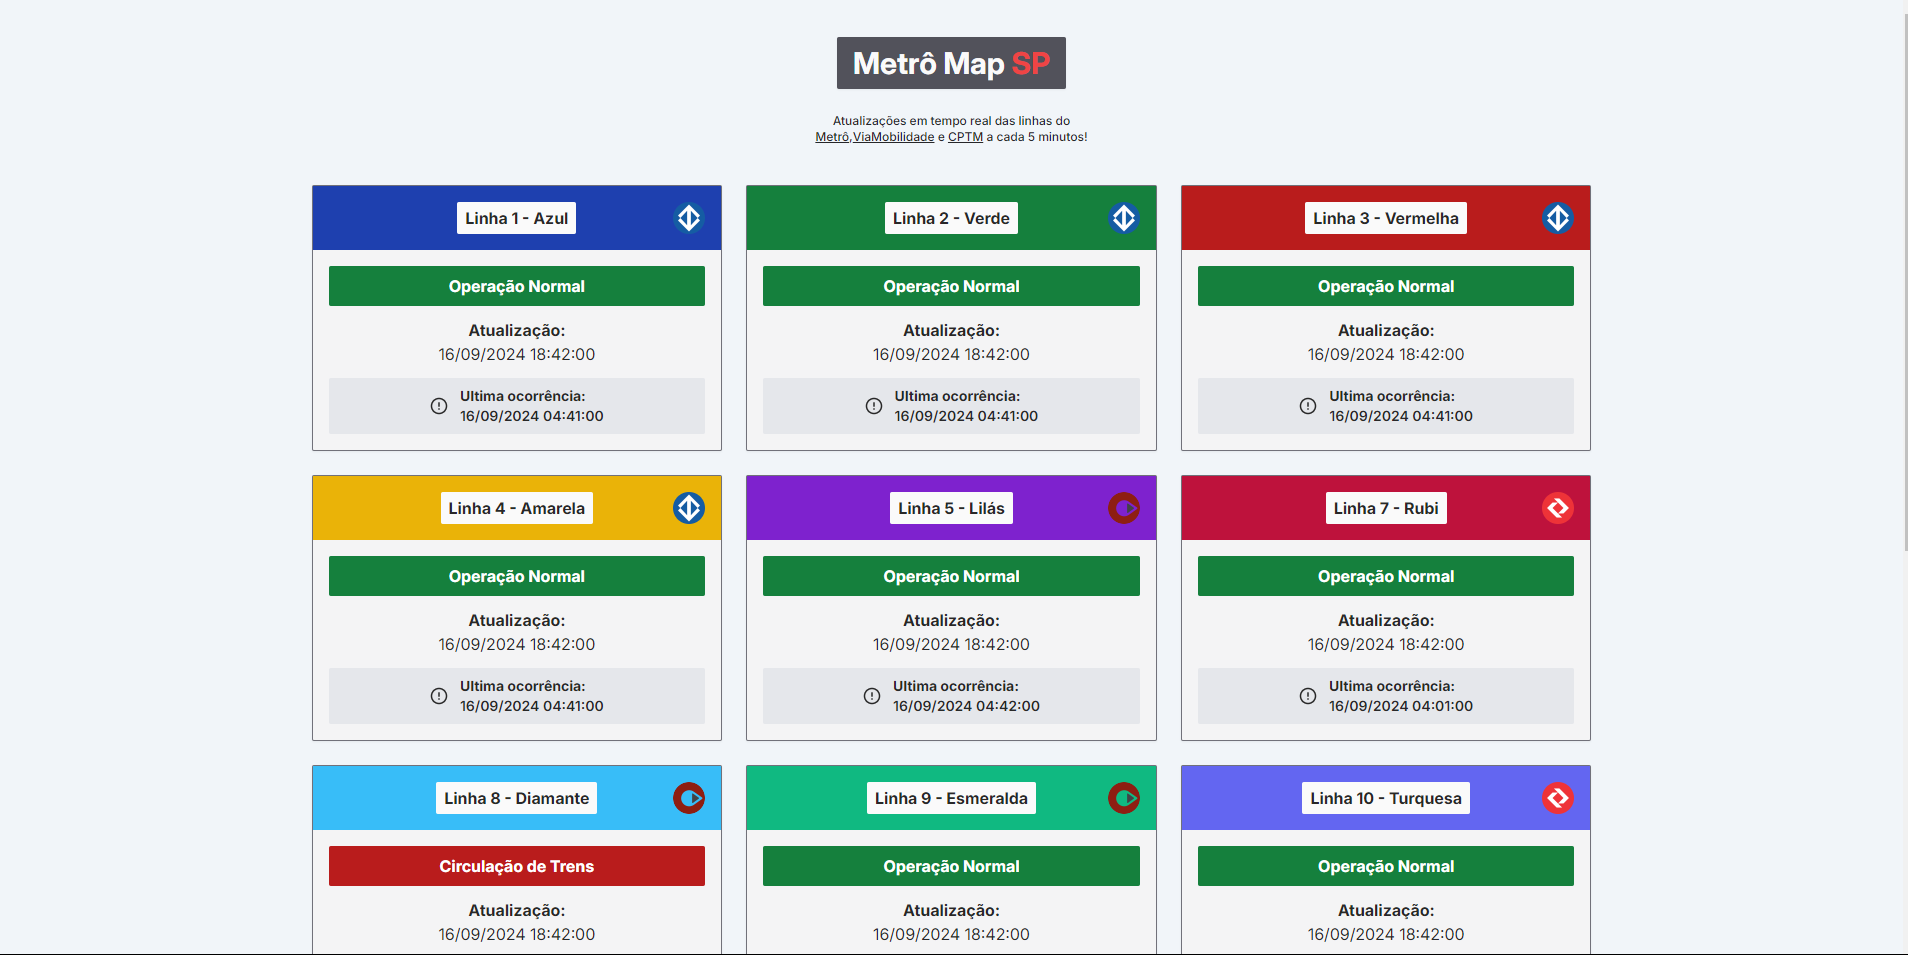 Metrô Map SP
Atualizações em tempo real das linhas do
Metrô,ViaMobilidade e CPTM a cada 5 minutos!
Linha 1 - Azul
Operação Normal
Atualização:
16/09/2024 18:42:00
Ultima ocorrência:
16/09/2024 04:41:00
Linha 2 - Verde
Operação Normal
Atualização:
16/09/2024 18:42:00
Ultima ocorrência:
16/09/2024 04:41:00
Linha 3 - Vermelha
Operação Normal
Atualização:
16/09/2024 18:42:00
Ultima ocorrência:
16/09/2024 04:41:00
Linha 4 - Amarela
Operação Normal
Atualização:
16/09/2024 18:42:00
Ultima ocorrência:
16/09/2024 04:41:00
Linha 5 - Lilás
Operação Normal
Atualização:
16/09/2024 18:42:00
Ultima ocorrência:
16/09/2024 04:42:00
Linha 7 - Rubi
Operação Normal
Atualização:
16/09/2024 18:42:00
Ultima ocorrência:
16/09/2024 04:01:00
Linha 8 - Diamante
Circulação de Trens
Atualização:
16/09/2024 18:42:00
Linha 9 - Esmeralda
Operação Normal
Atualização:
16/09/2024 18:42:00
Linha 10 - Turquesa
Operação Normal
Atualização:
16/09/2024 18:42:00